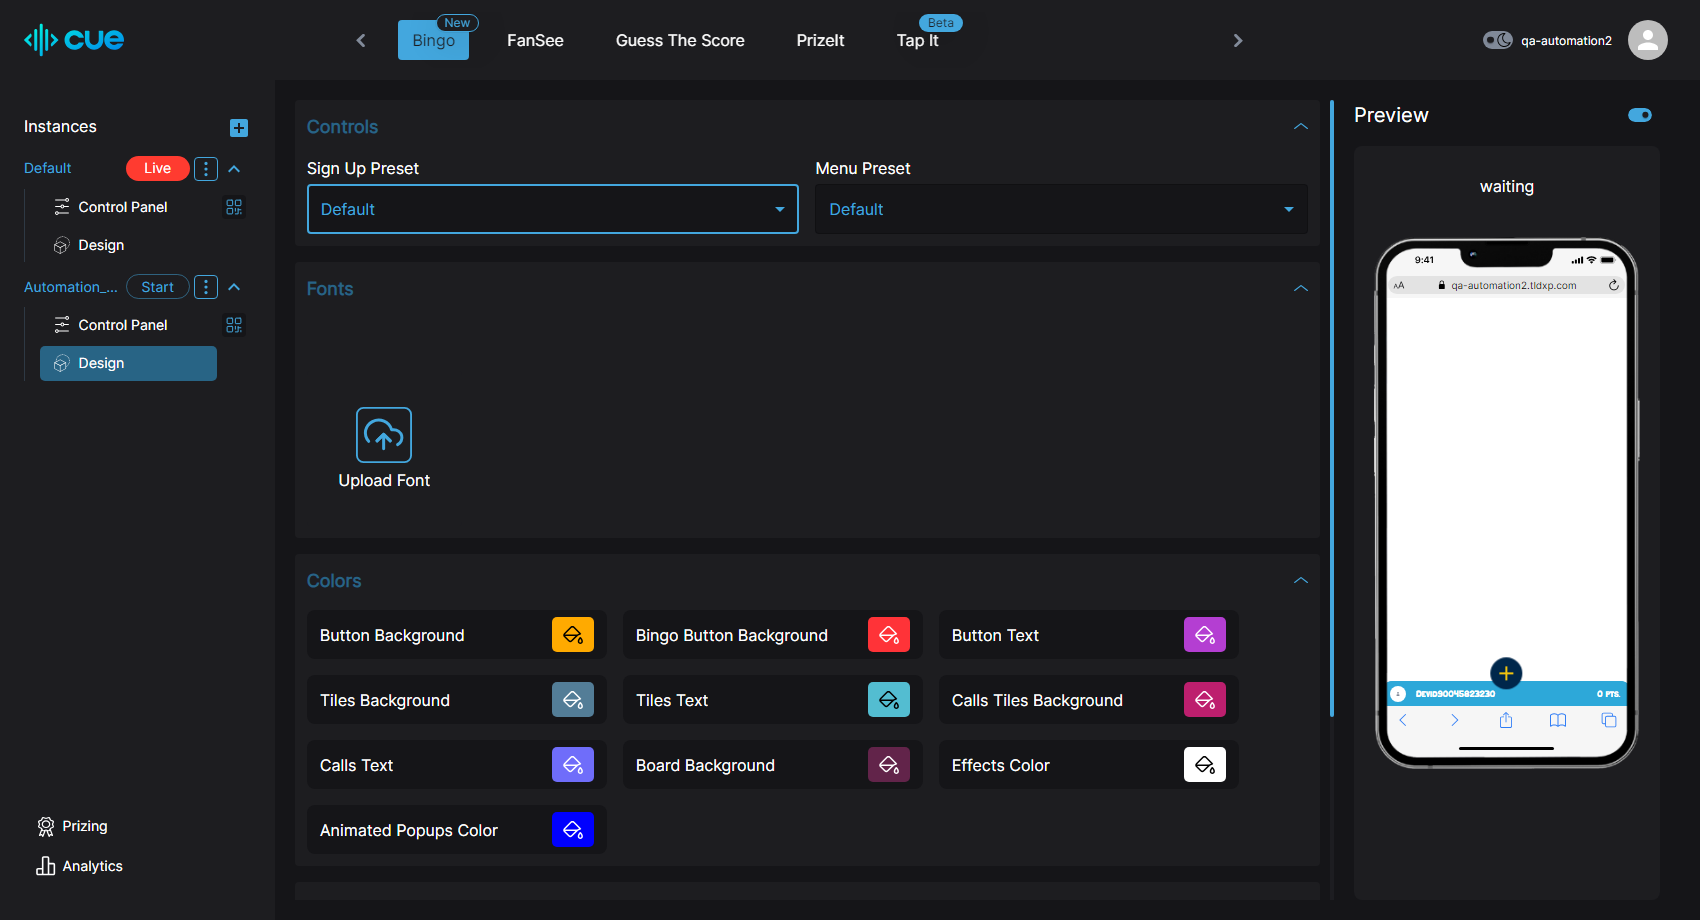 cue
New
Bingo
FanSee
Guess The Score
PrizeIt
Beta
Tap It
qa-automation2
Instances
Default
Live
Control Panel
Design
Automation_...
Start
Control Panel
Design
Prizing
Analytics
Controls
Sign Up Preset
Menu Preset
Default
Default
Fonts
Upload Font
Colors
Button Background
Bingo Button Background
Button Text
Tiles Background
Tiles Text
Calls Tiles Background
Calls Text
Board Background
Effects Color
Animated Popups Color
Preview
waiting
9:41
AA
qa-automation2.tldxp.com
0 PTS.